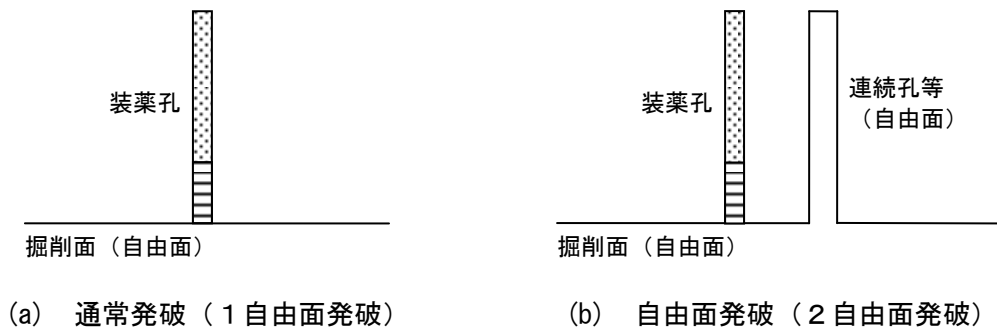 装薬孔
掘削面（自由面）
(a) 通常発破（１自由面発破）
装薬孔
連続孔等
（自由面）
掘削面（自由面）
(b) 自由面発破（２自由面発破）